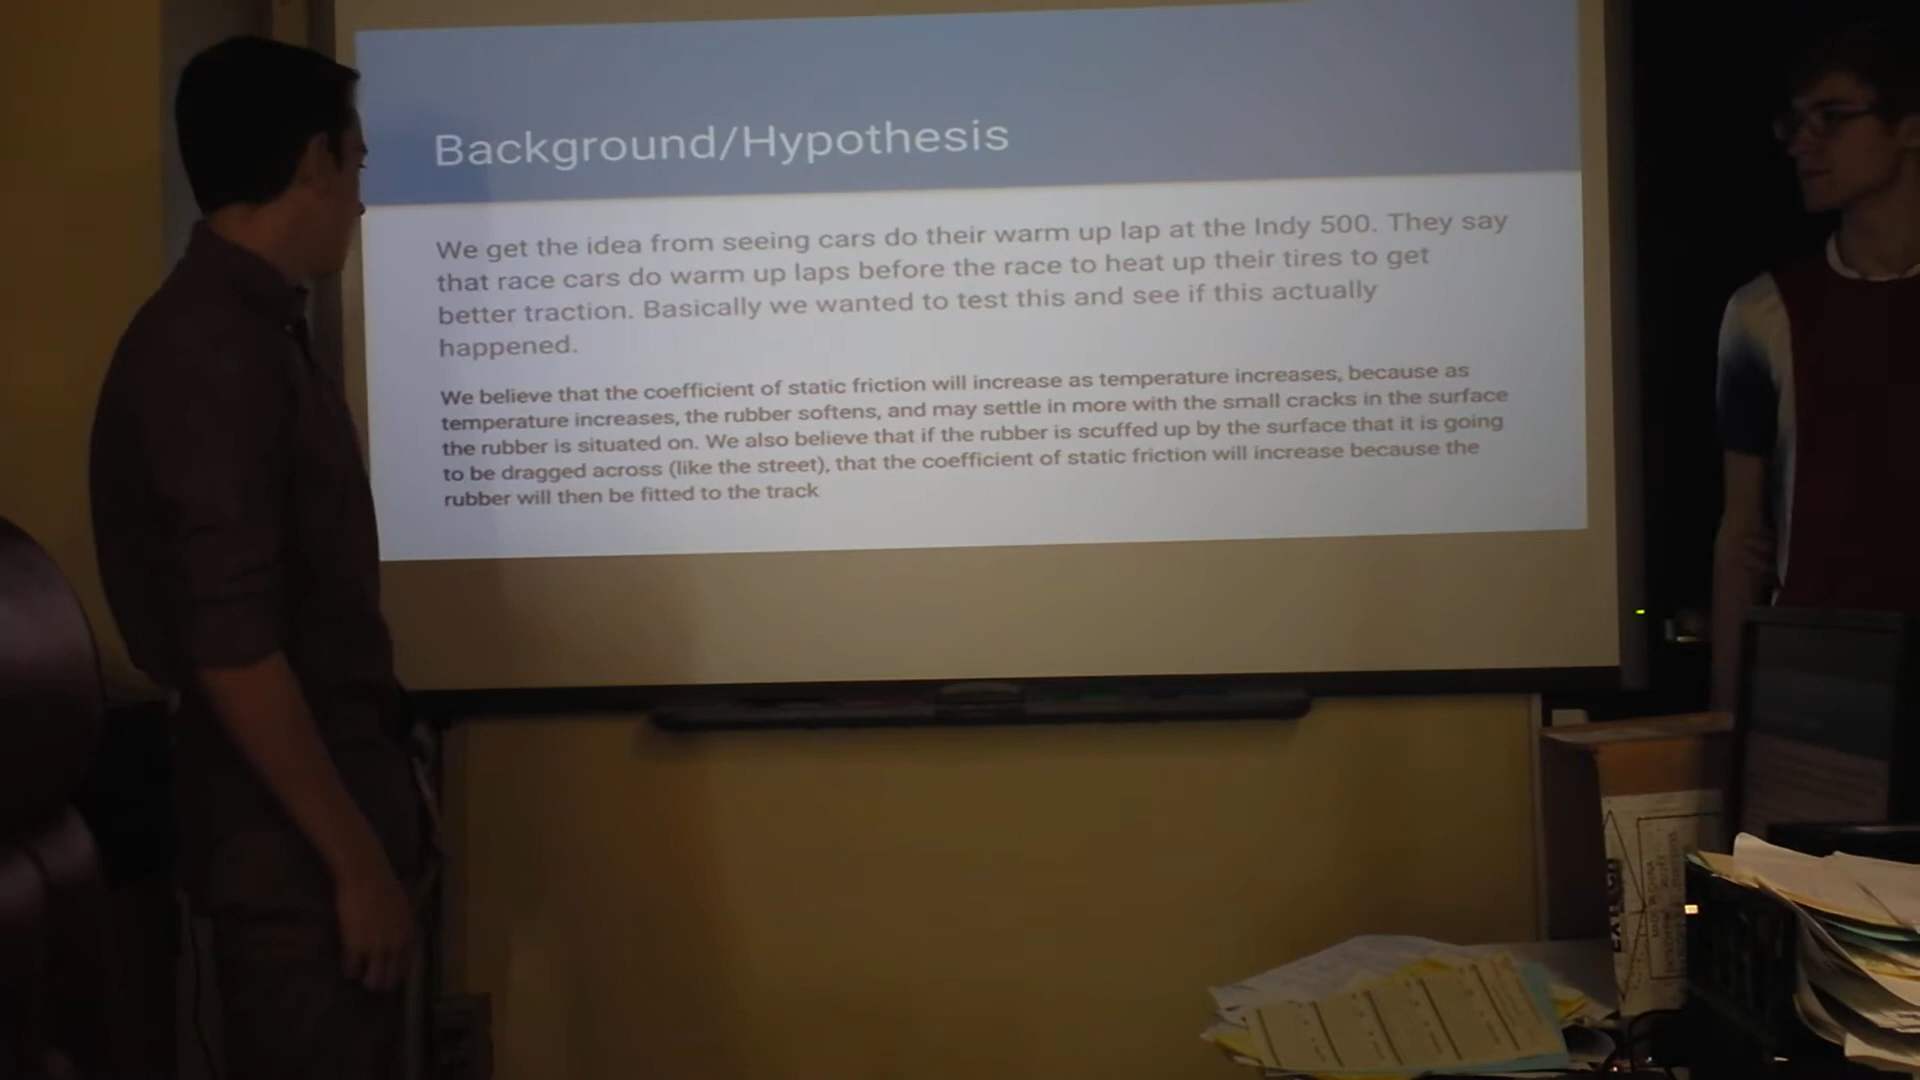 Background/Hypothesis
We get the idea from seeing cars do their warm up lap at the Indy 500. They say
that race cars do warm up laps before the race to heat up their tires to get
better traction. Basically we wanted to test this and see if this actually
happened.
We believe that the coefficient of static friction will increase as temperature increases, because as
temperature increases, the rubber softens, and may settle in more with the small cracks in the surface
the rubber is situated on. We also believe that if the rubber is scuffed up by the surface that it is going
to be dragged across (like the street), that the coefficient of static friction will increase because the
rubber will then be fitted to the track